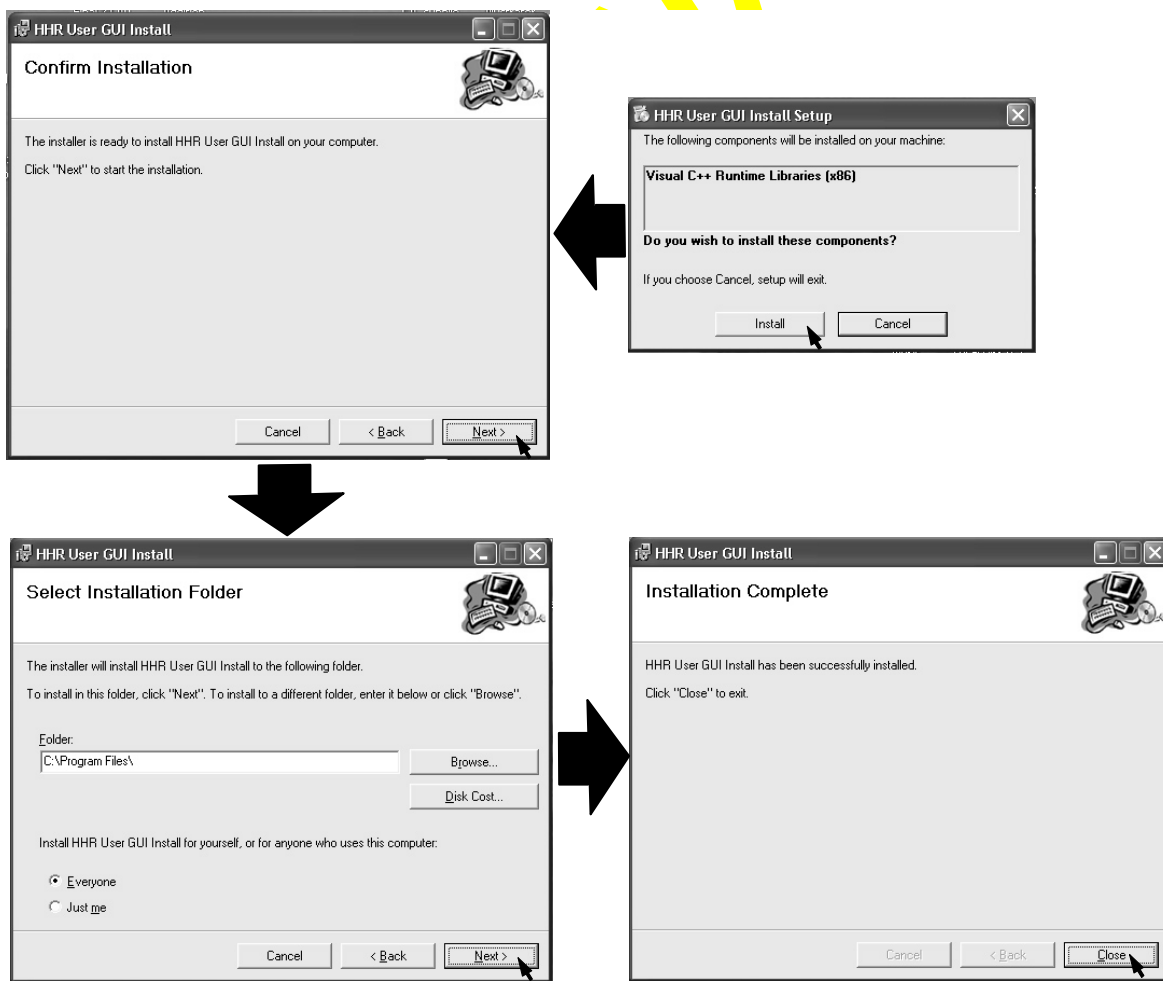 HHR User GUI Install
Confirm Installation
The installer is ready to install HHR User GUI Install on your computer.
Click "Next" to start the installation.
Cancel
< Back
Next >
HHR User GUI Install Setup
The following components will be installed on your machine:
Visual C++ Runtime Libraries (x86)
Do you wish to install these components?
If you choose Cancel, setup will exit.
Install
Cancel
HHR User GUI Install
Select Installation Folder
The installer will install HHR User GUI Install to the following folder.
To install in this folder, click "Next". To install to a different folder, enter it below or click "Browse".
Folder:
C:\Program Files\
Browse...
Disk Cost...
Install HHR User GUI Install for yourself, or for anyone who uses this computer:
Everyone
Just me
Cancel
< Back
Next >
HHR User GUI Install
Installation Complete
HHR User GUI Install has been successfully installed.
Click "Close" to exit.
Cancel
< Back
Close